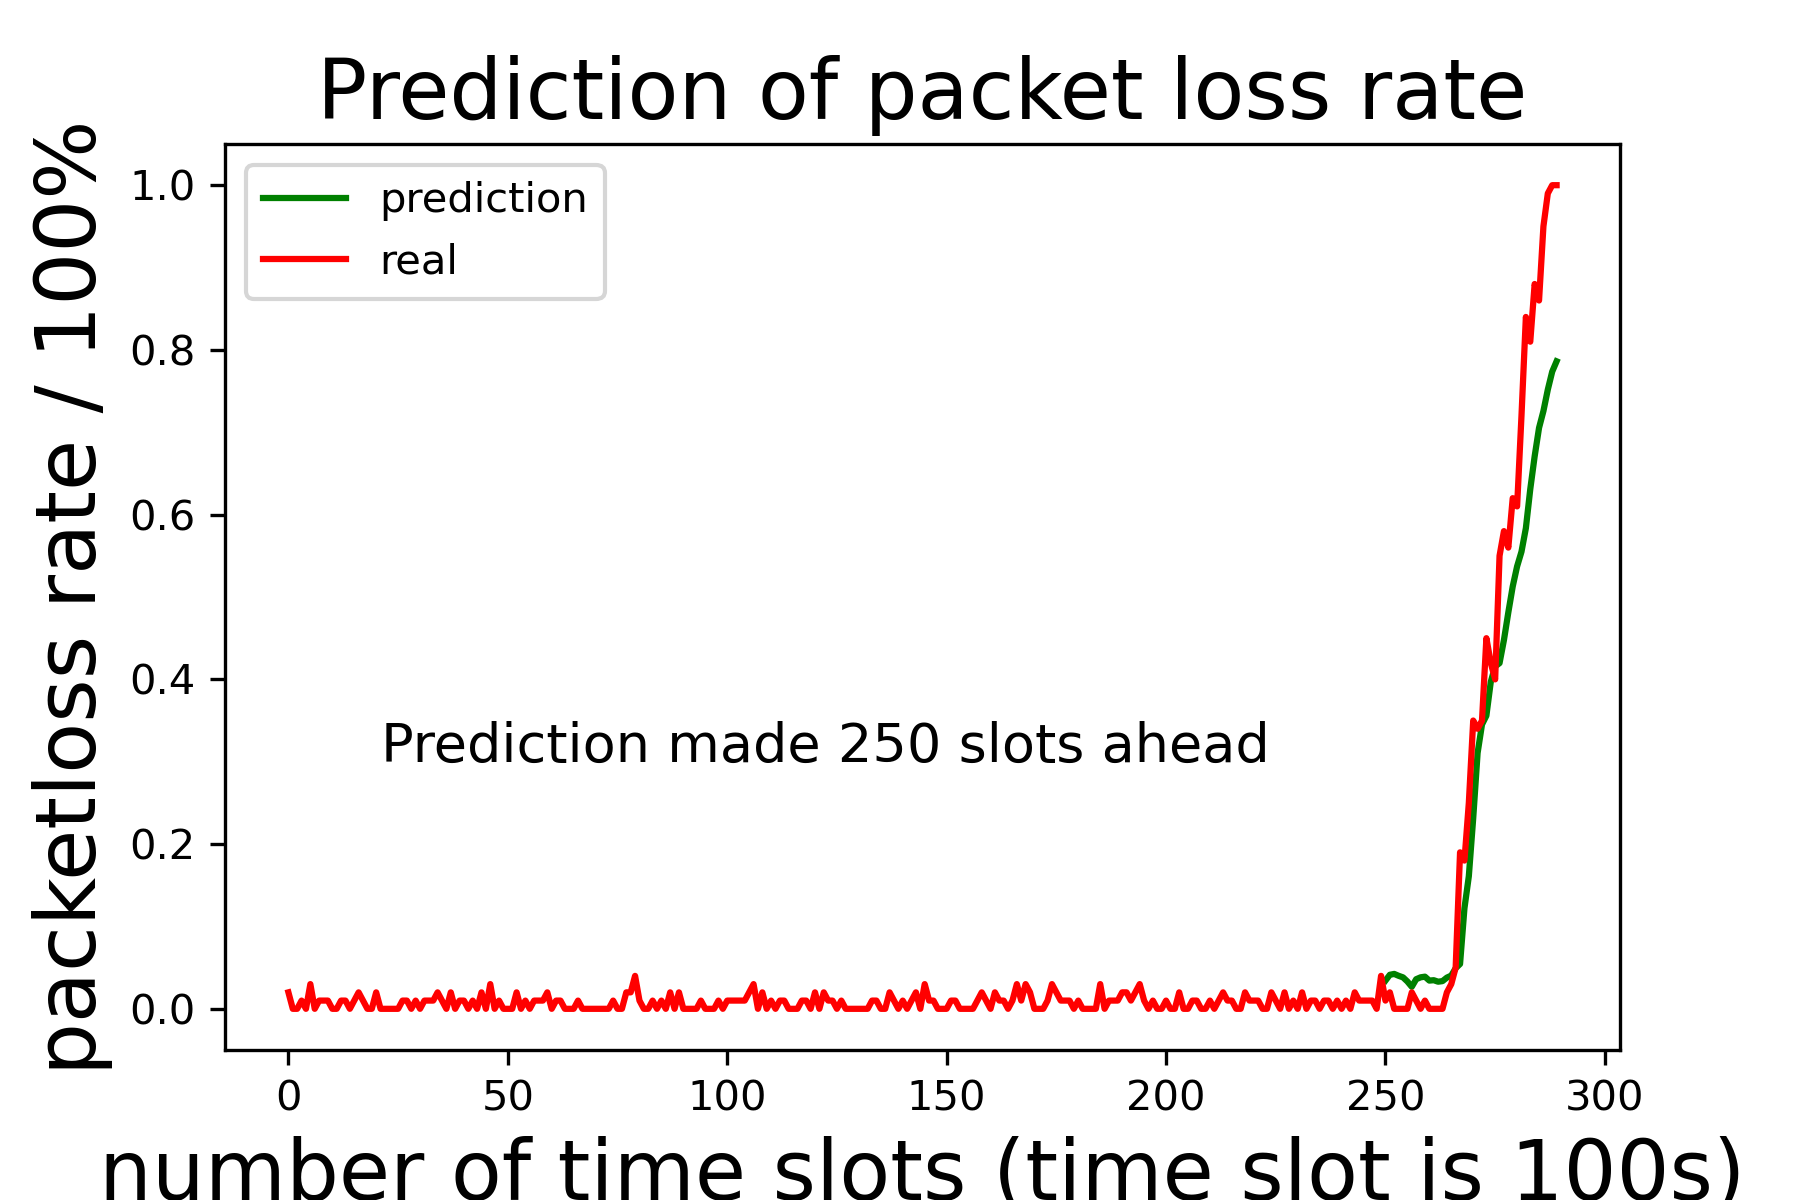 Prediction of packet loss rate
packetloss rate / 100%
1.0
0.8
0.6
0.4
0.2
0.0
prediction
real
Prediction made 250 slots ahead
0 50 100 150 200 250 300
number of time slots (time slot is 100s)